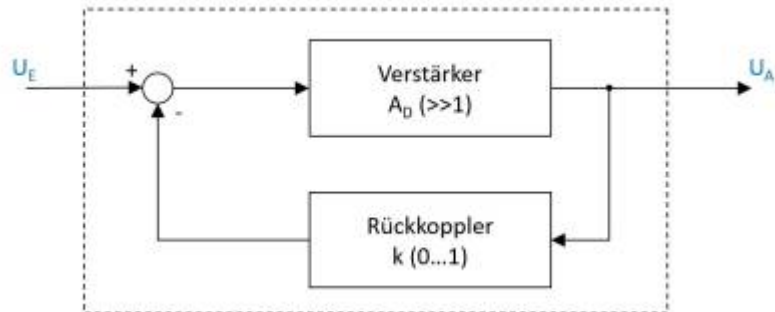 U_E
+
-
Verstärker
A_D (>>1)
U_A
Rückkoppler
k (0...1)